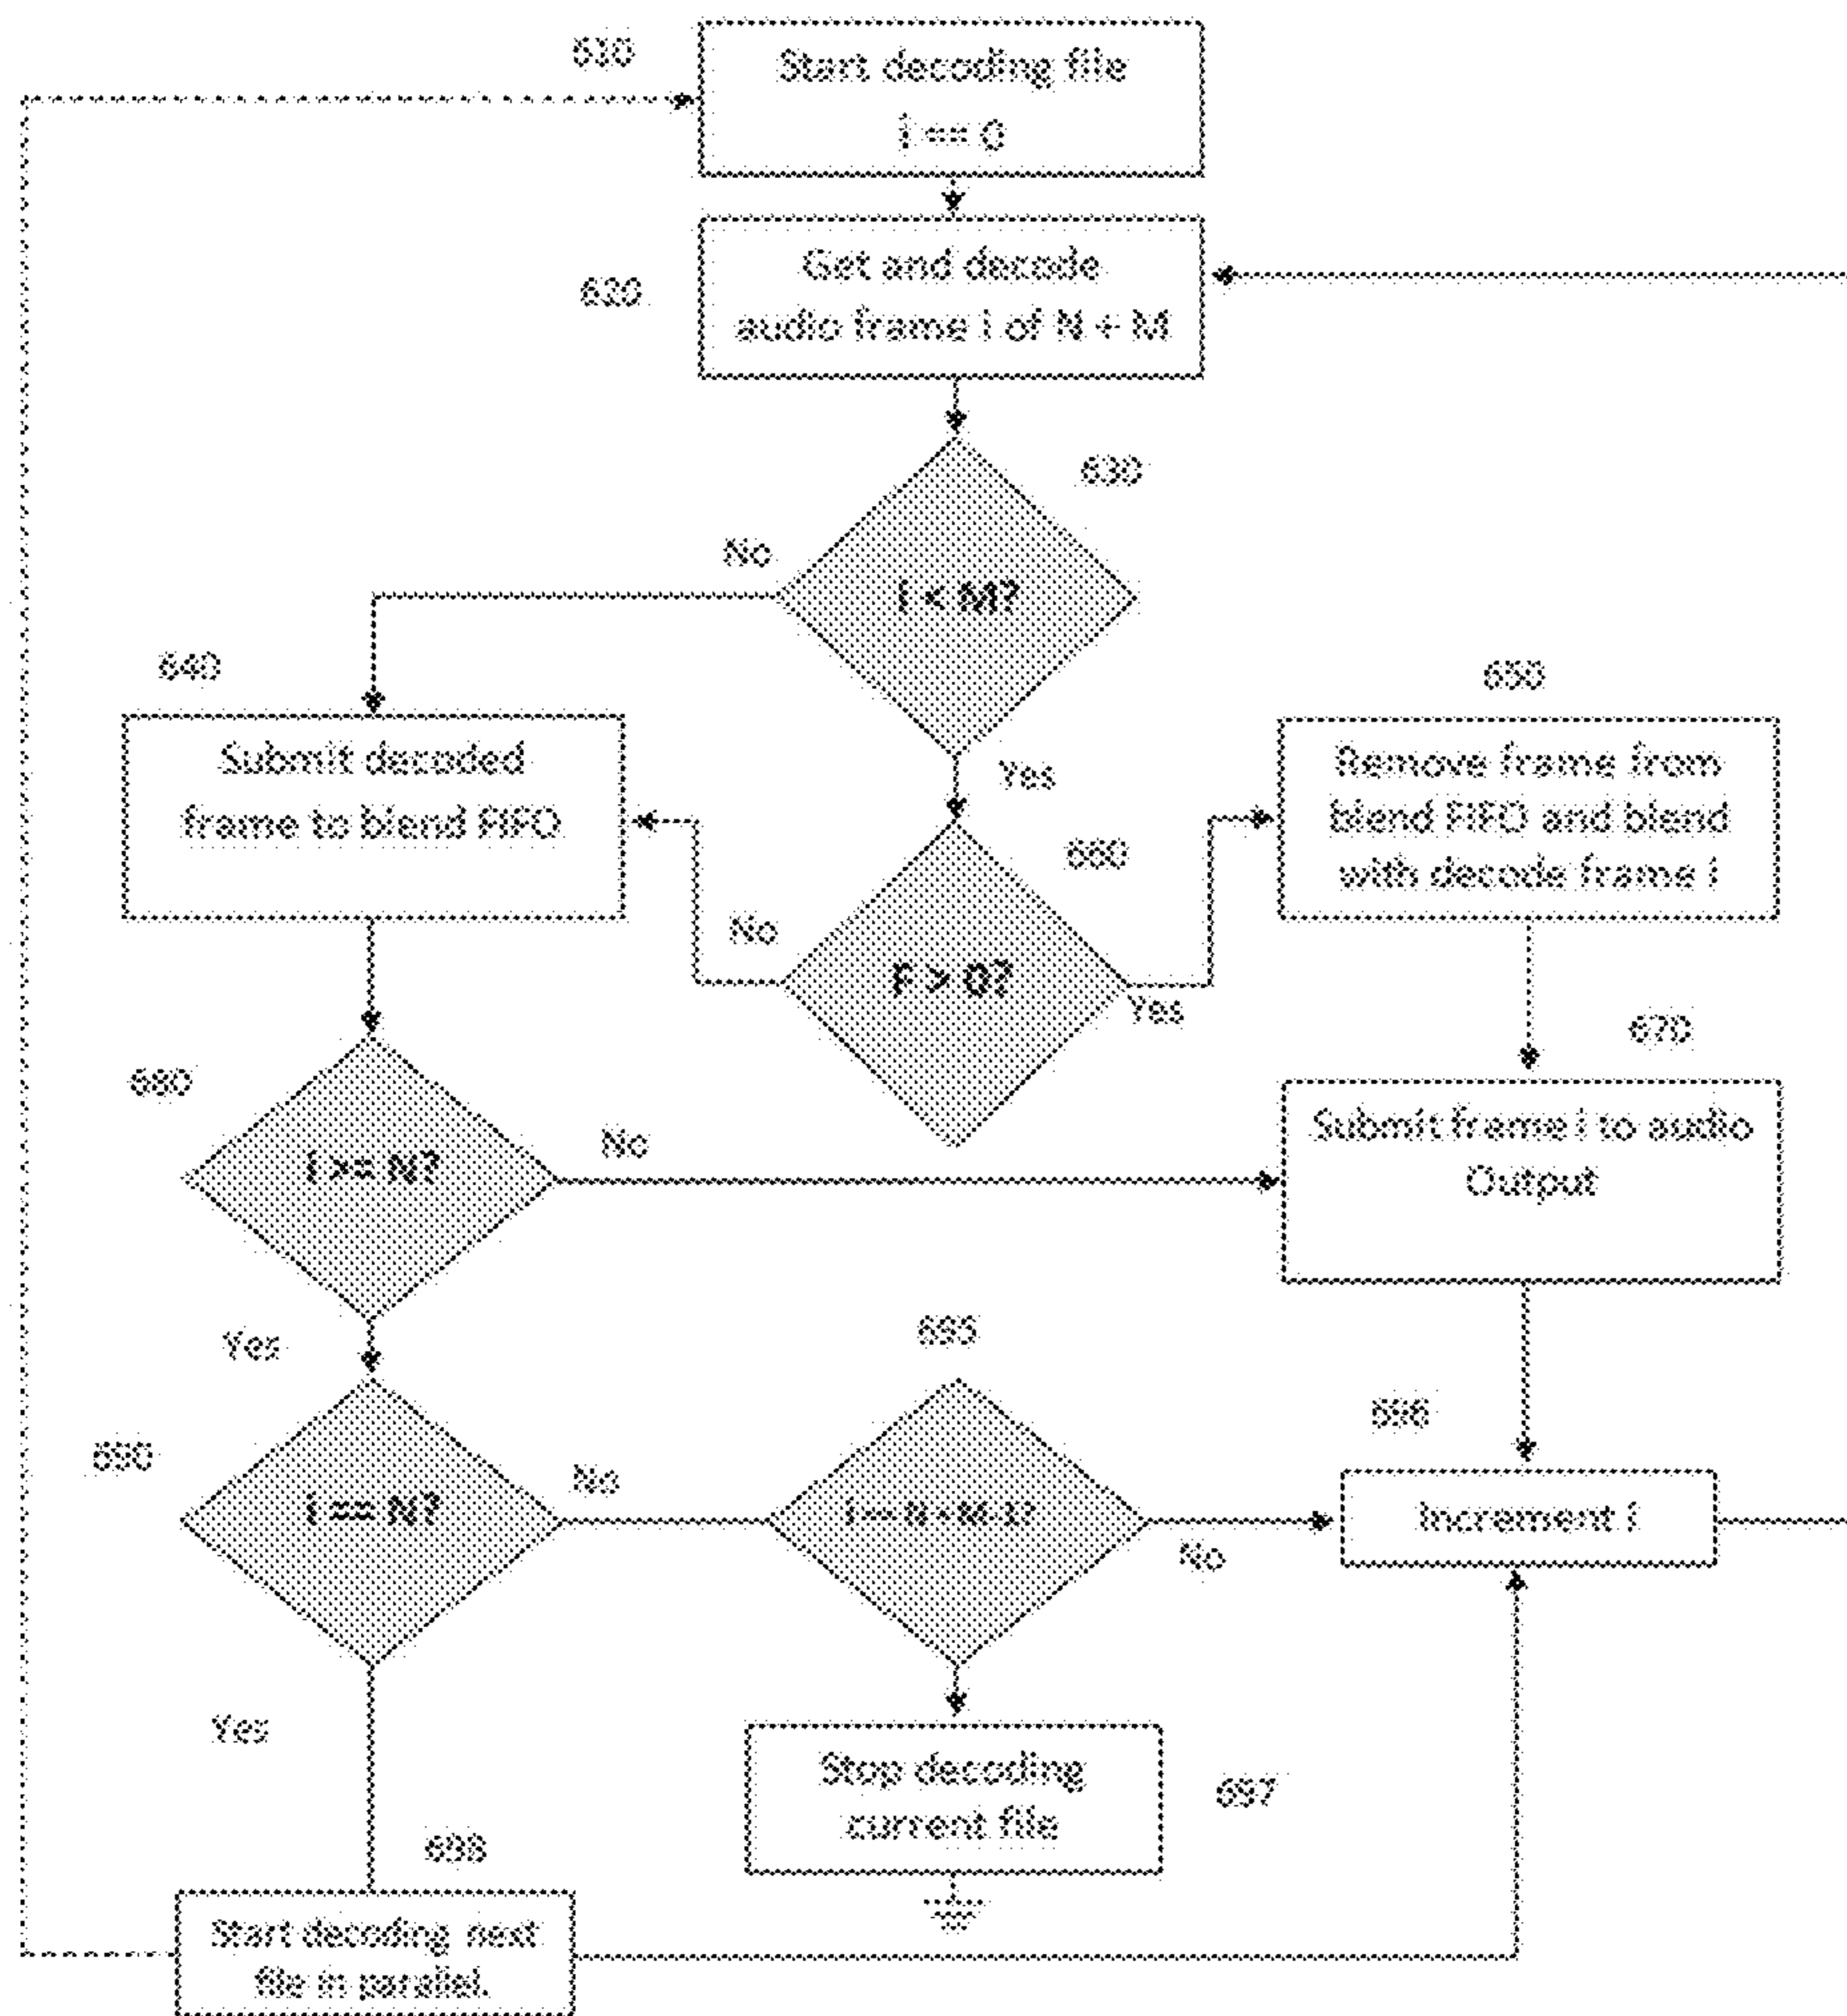 610
Start decoding file
i == 0
620
Get and decode
audio frame i of N + M
630
i < M?
No
Yes
640
Submit decoded
frame to blend FIFO
650
Remove frame from
blend FIFO and blend
with decode frame i
660
F > 0?
No
Yes
670
Submit frame i to audio
Output
680
i >= N?
No
Yes
690
i == N?
No
Yes
695
No
696
Increment i
697
Stop decoding
current file
698
Start decoding next
file in parallel.